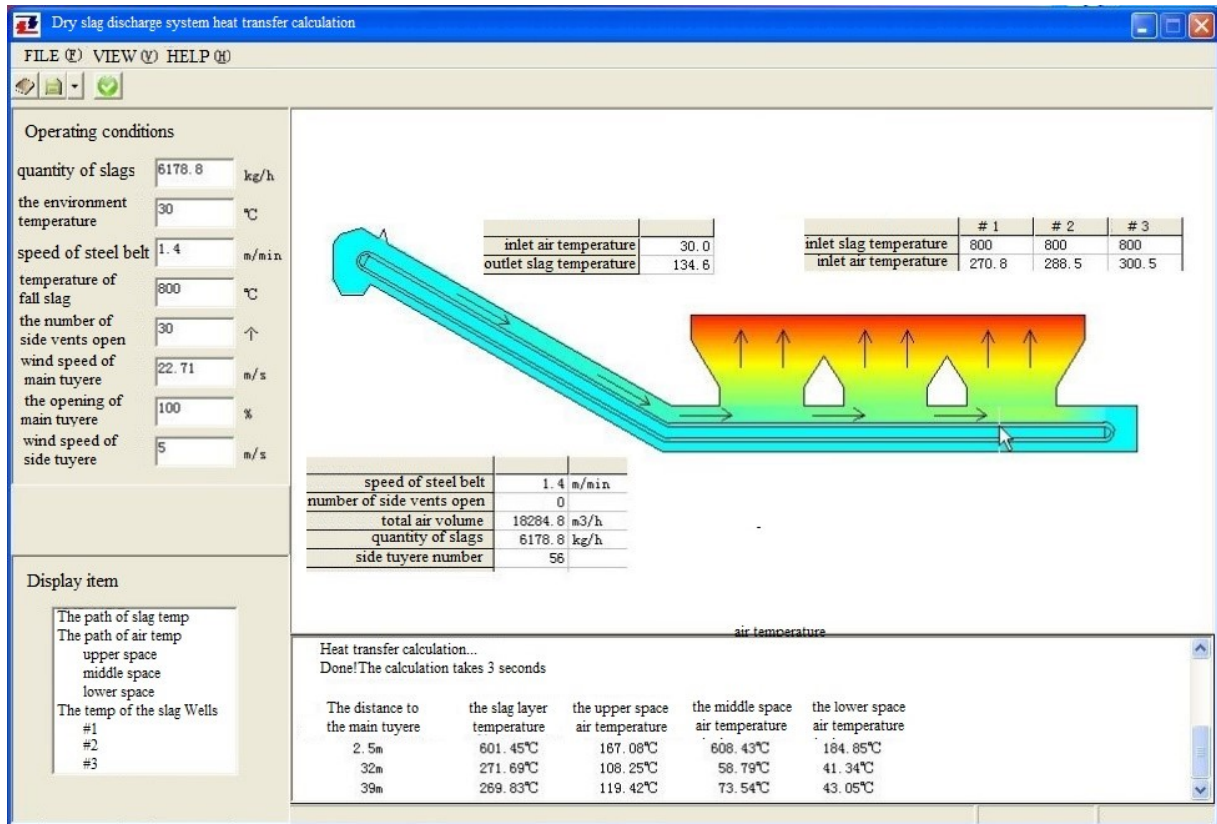 Dry slag discharge system heat transfer calculation
FILE (F) VIEW (V) HELP (H)
Operating conditions
quantity of slags 6178.8 kg/h
the environment
temperature 30 ℃
speed of steel belt 1.4 m/min
temperature of
fall slag 800 ℃
the number of
side vents open 30 个
wind speed of
main tuyere 22.71 m/s
the opening of
main tuyere 100 %
wind speed of
side tuyere 5 m/s
inlet air temperature 30.0
outlet slag temperature 134.6
# 1 # 2 # 3
inlet slag temperature 800 800 800
inlet air temperature 270.8 288.5 300.5
speed of steel belt 1.4 m/min
number of side vents open 0
total air volume 18284.8 m3/h
quantity of slags 6178.8 kg/h
side tuyere number 56
Display item
The path of slag temp
The path of air temp
upper space
middle space
lower space
The temp of the slag Wells
#1
#2
#3
air temperature
Heat transfer calculation...
Done!The calculation takes 3 seconds
The distance to the slag layer the upper space the middle space the lower space
the main tuyere temperature air temperature air temperature air temperature
2.5m 601.45℃ 167.08℃ 608.43℃ 184.85℃
32m 271.69℃ 108.25℃ 58.79℃ 41.34℃
39m 269.83℃ 119.42℃ 73.54℃ 43.05℃